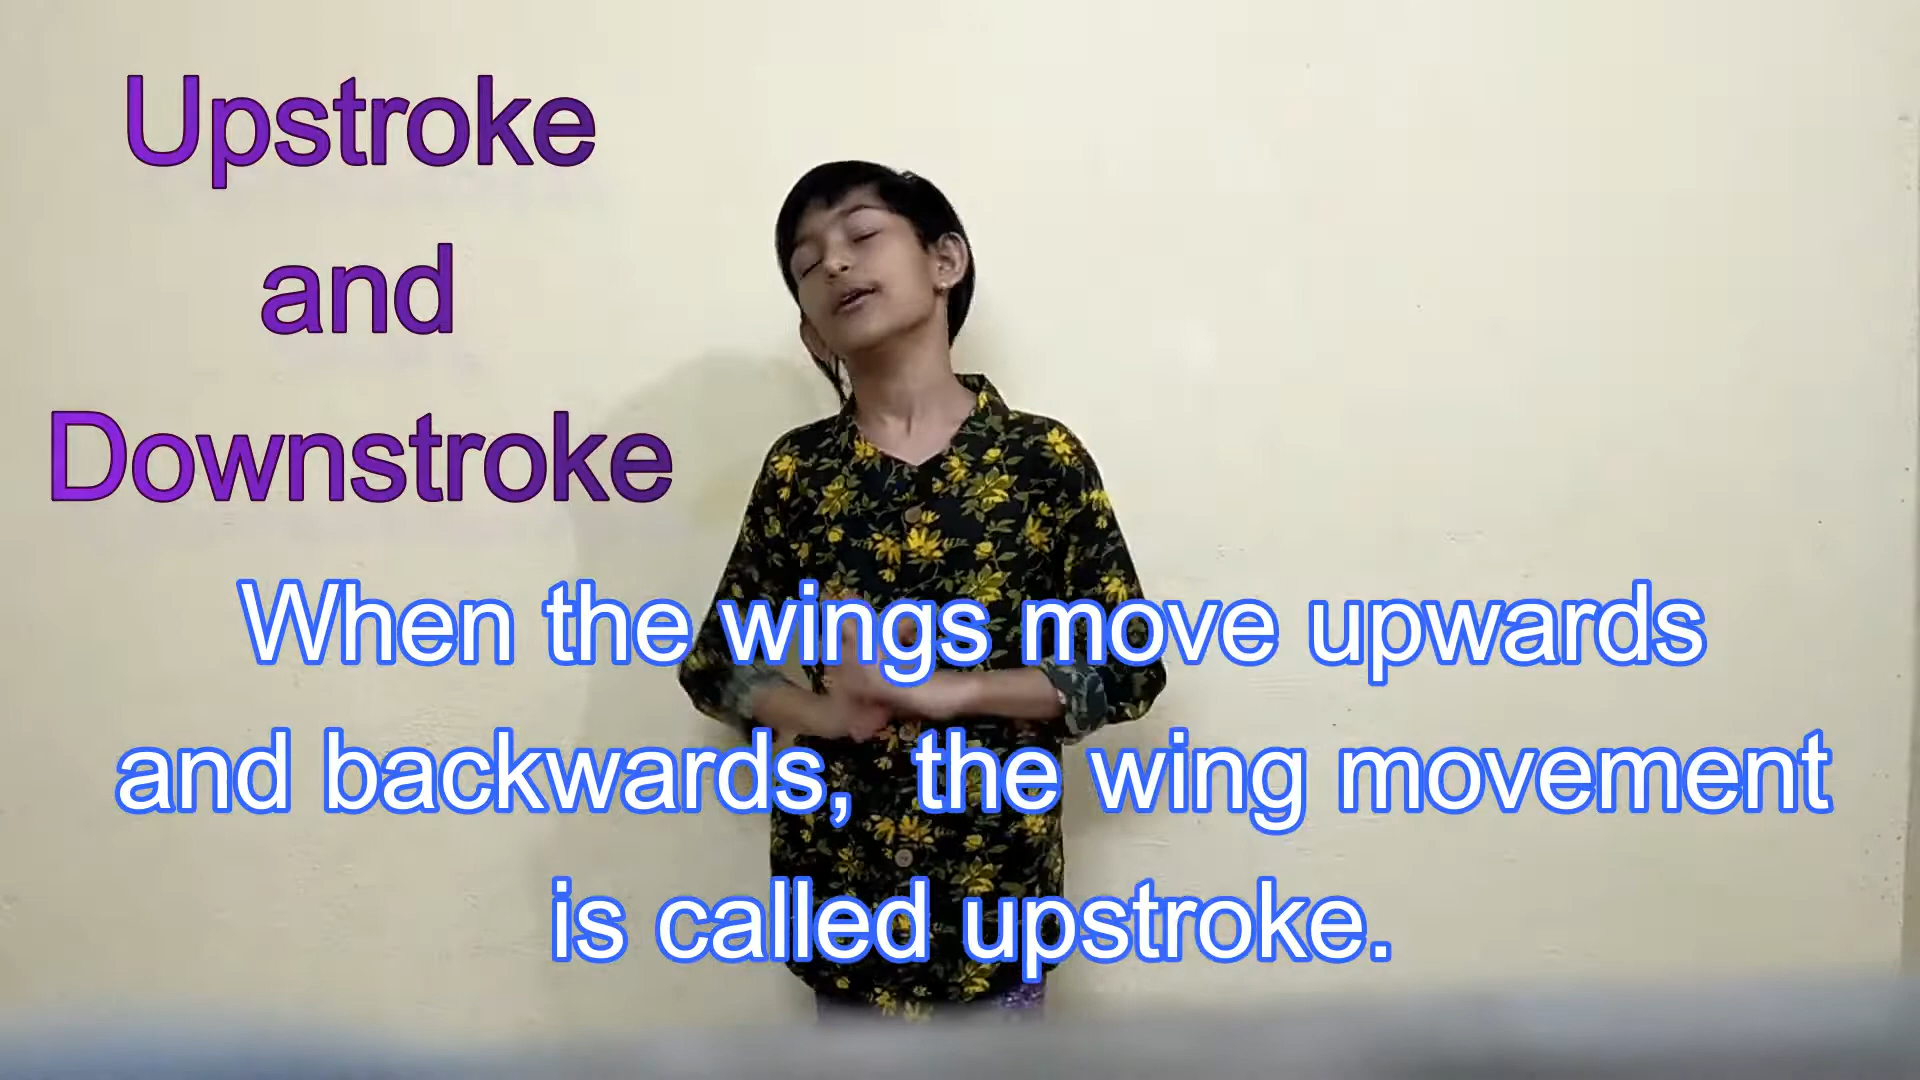 Upstroke
and
Downstroke
When the wings move upwards
and backwards, the wing movement
is called upstroke.